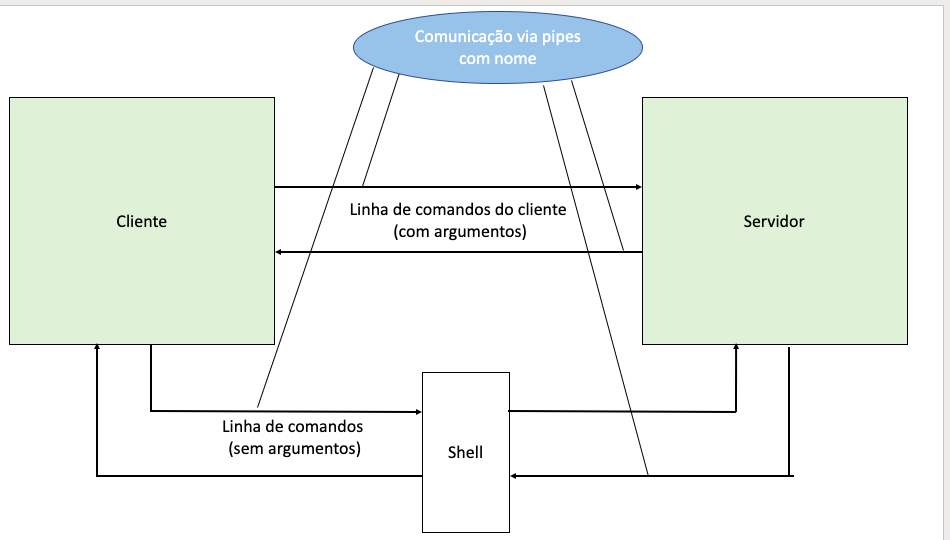 Comunicação via pipes
com nome
Cliente
Linha de comandos do cliente
(com argumentos)
Servidor
Linha de comandos
(sem argumentos)
Shell